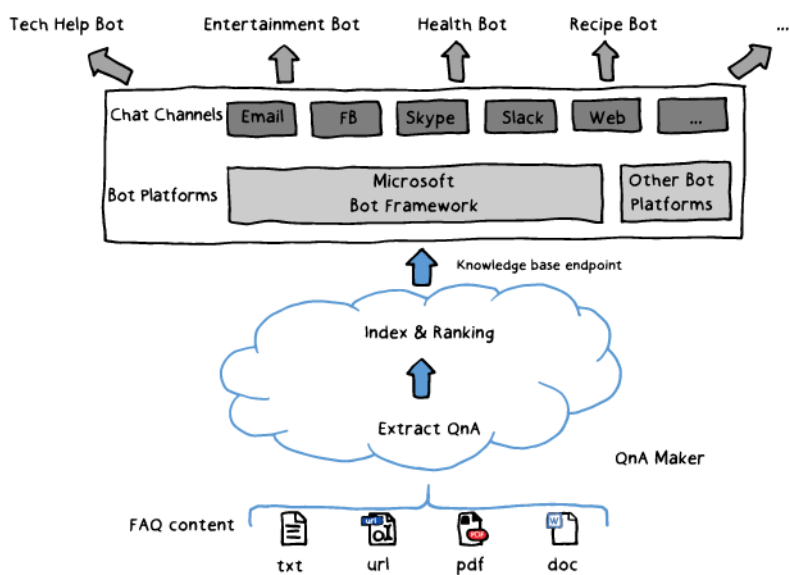 Tech Help Bot
Entertainment Bot
Health Bot
Recipe Bot
...
Chat Channels
Email
FB
Skype
Slack
Web
...
Bot Platforms
Microsoft
Bot Framework
Other Bot
Platforms
Knowledge base endpoint
Index & Ranking
Extract QnA
QnA Maker
FAQ content
url
PDF
W
txt
url
pdf
doc